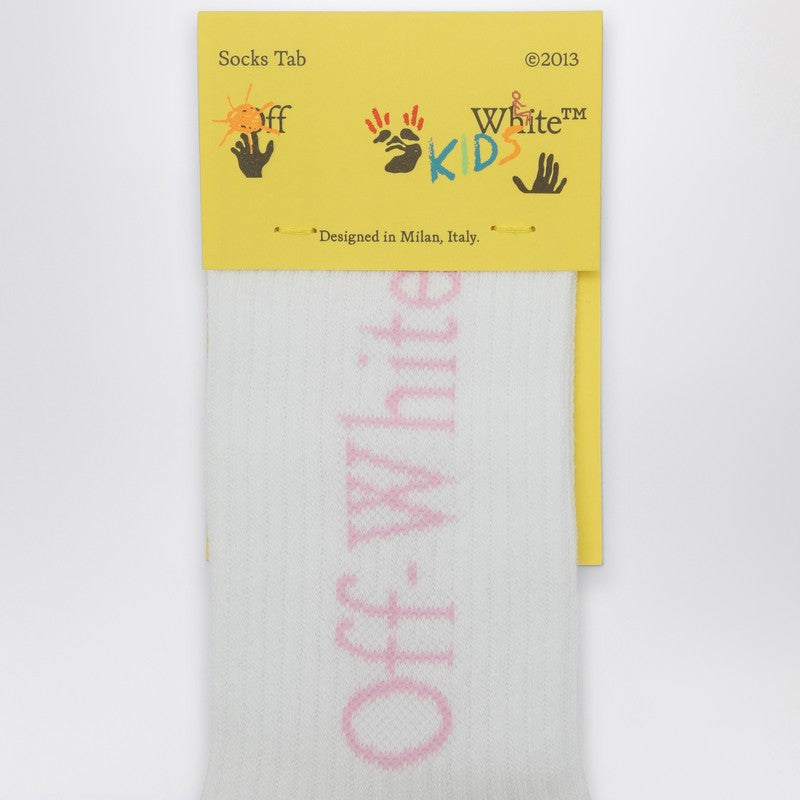 Socks Tab ©2013
Off White™
KIDS
Designed in Milan, Italy.
Off-White